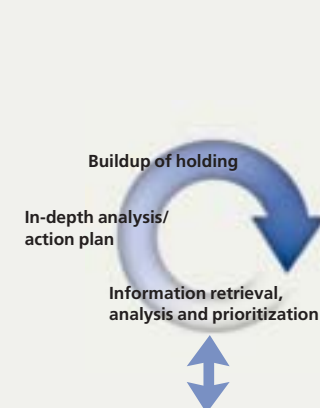 Buildup of holding
In-depth analysis/
action plan
Information retrieval,
analysis and prioritization